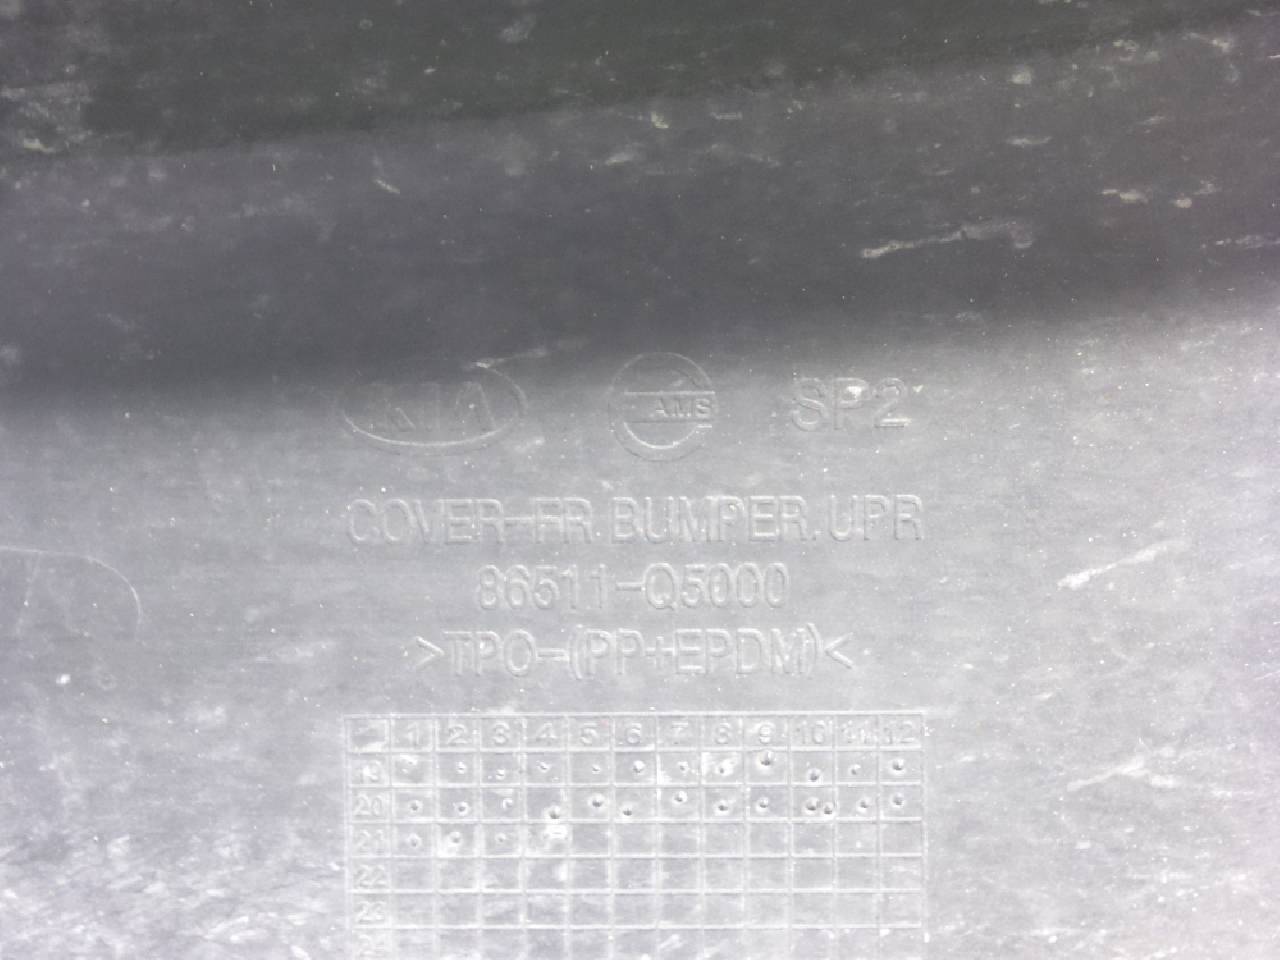 KIA AMS SP2
COVER-FR.BUMPER.UPR
86511-Q5000
>TPO-(PP+EPDM)<
1 2 3 4 5 6 7 8 9 10 11 12
19
20
21
22
23